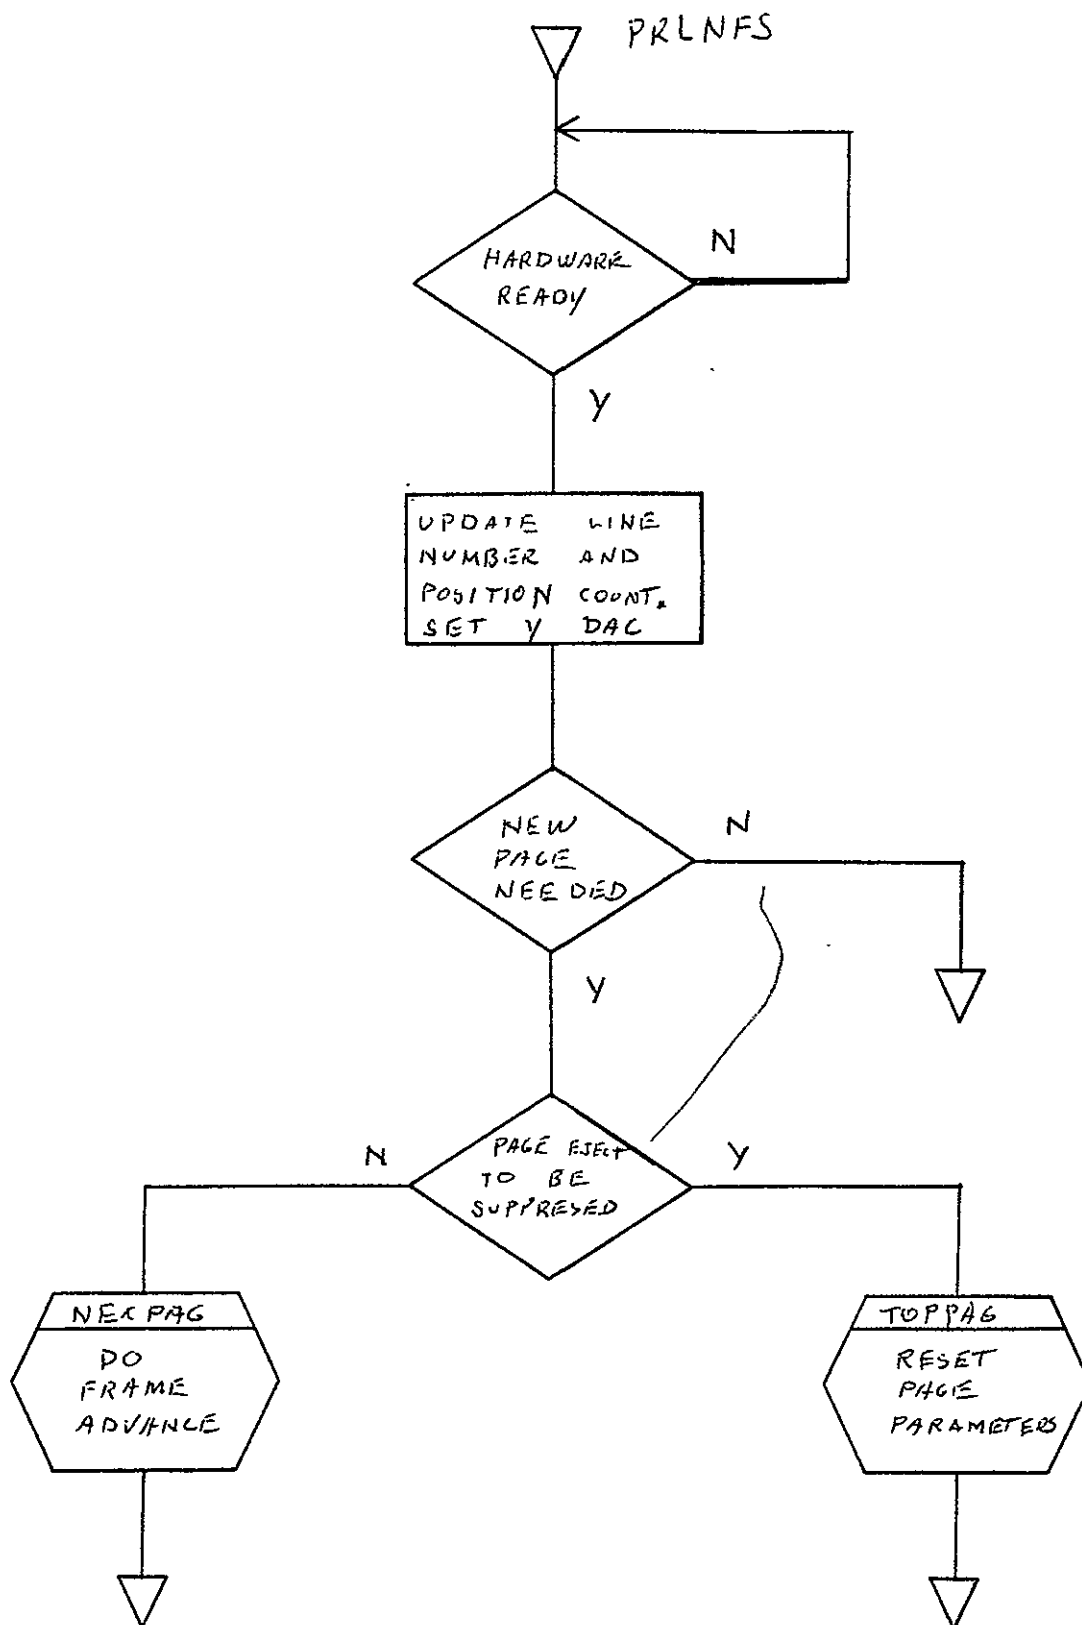 PRLNFS
HARDWARE
READY
N
Y
UPDATE LINE
NUMBER AND
POSITION COUNT.
SET Y DAC
NEW
PAGE
NEEDED
N
Y
PAGE EJECT
TO BE
SUPPRESED
N
Y
NEXPAG
DO
FRAME
ADVANCE
TOPPAG
RESET
PAGE
PARAMETERS